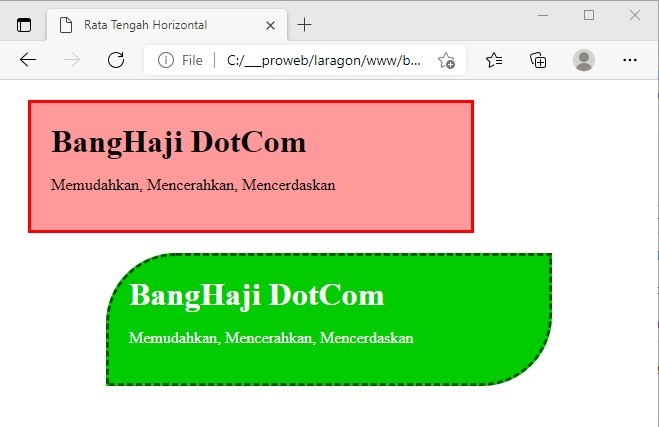 Rata Tengah Horizontal
File
C:/___proweb/laragon/www/b...
BangHaji DotCom
Memudahkan, Mencerahkan, Mencerdaskan
BangHaji DotCom
Memudahkan, Mencerahkan, Mencerdaskan